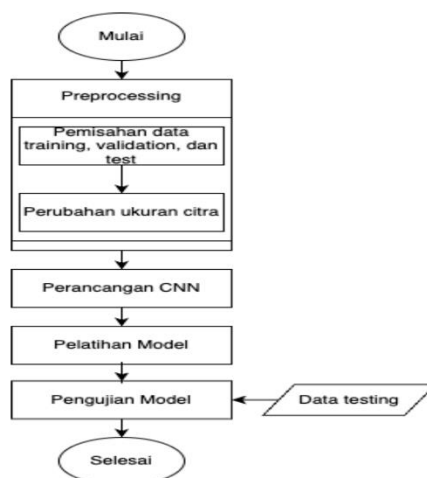 Mulai
Preprocessing
Pemisahan data
training, validation, dan
test
Perubahan ukuran citra
Perancangan CNN
Pelatihan Model
Pengujian Model
Data testing
Selesai